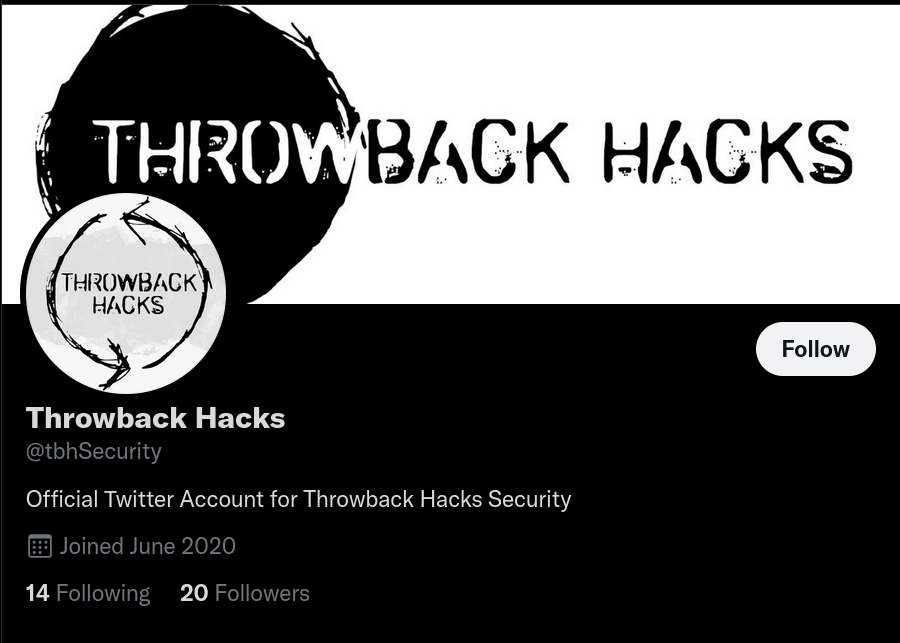 THROWBACK HACKS
THROWBACK
HACKS
Follow
Throwback Hacks
@tbhSecurity
Official Twitter Account for Throwback Hacks Security
Joined June 2020
14 Following 20 Followers